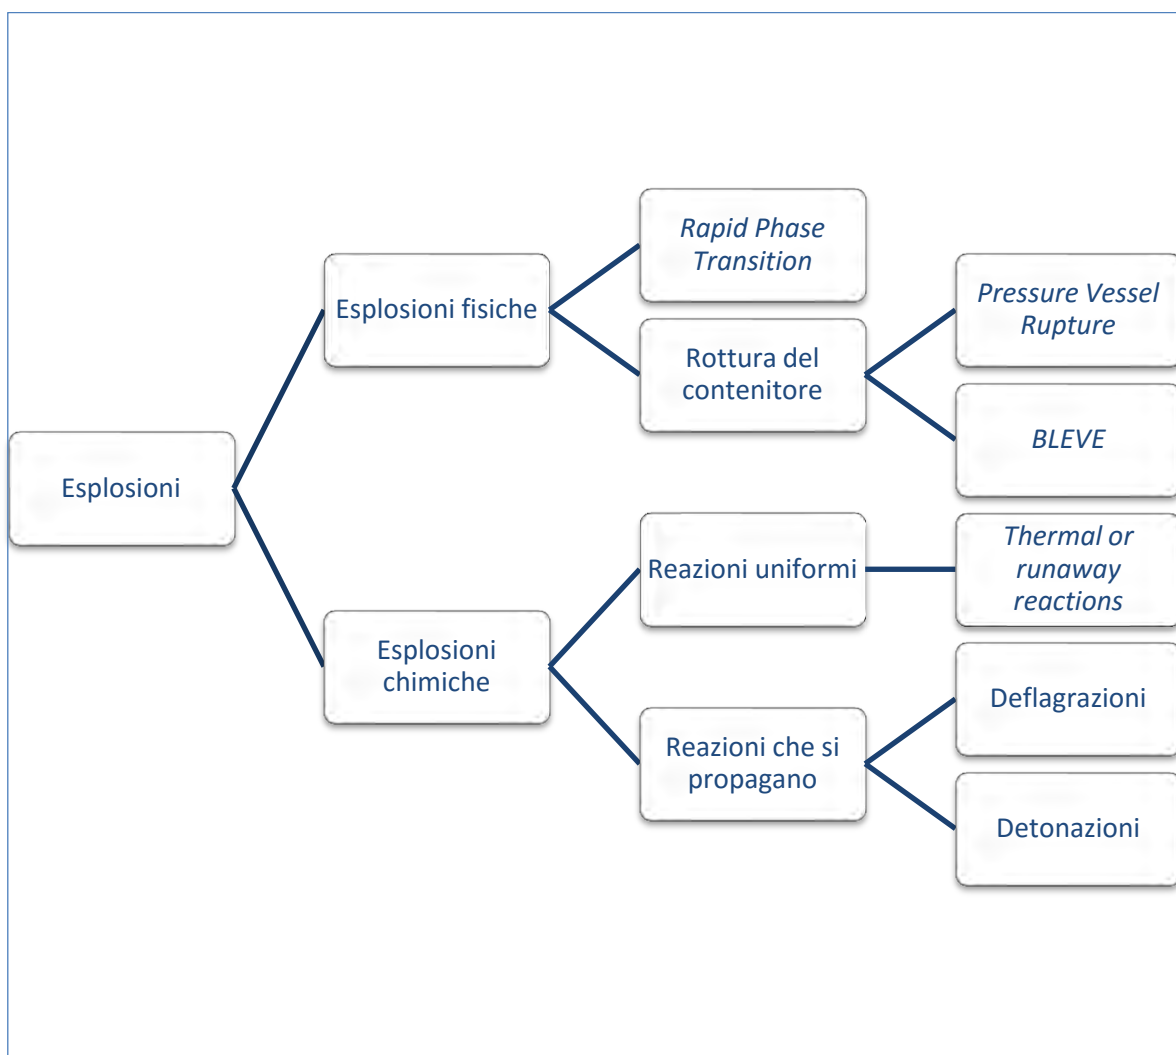 Rapid Phase
Transition
Esplosioni fisiche
Pressure Vessel
Rupture
Rottura del
contenitore
BLEVE
Esplosioni
Reazioni uniformi
Thermal or
runaway
reactions
Esplosioni
chimiche
Deflagrazioni
Reazioni che si
propagano
Detonazioni